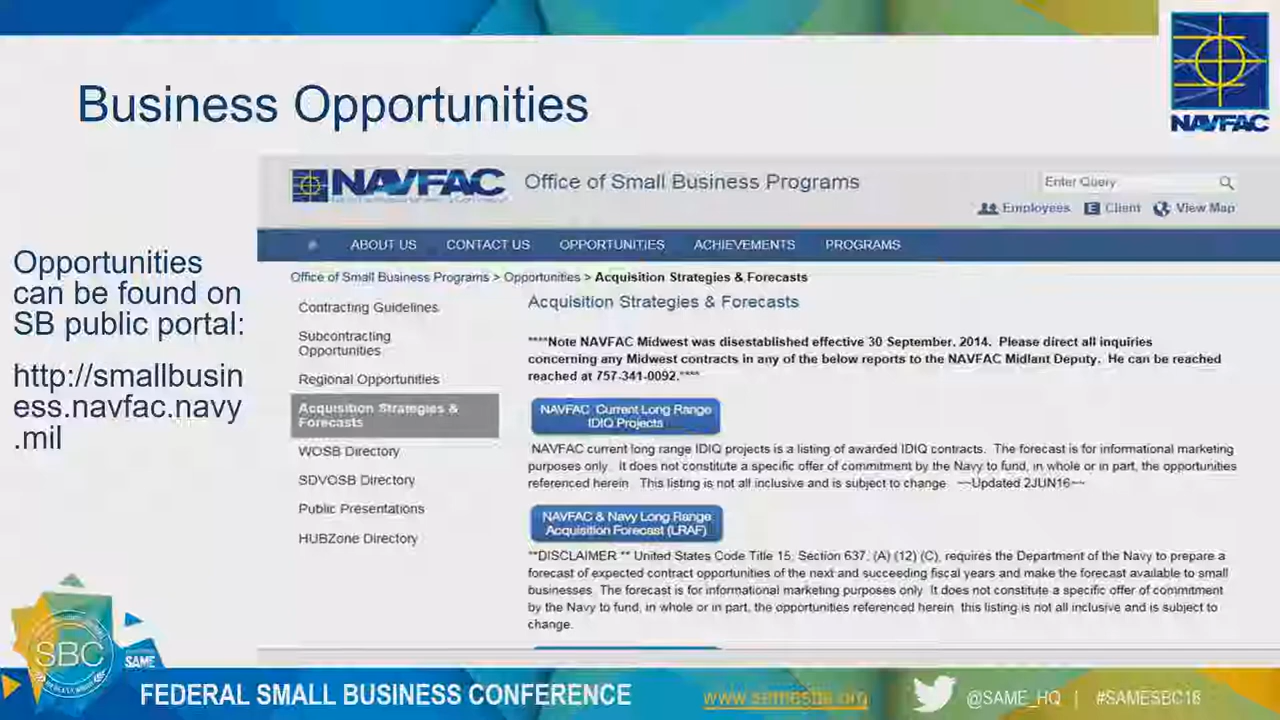 NAVFAC
Business Opportunities
NAVFAC Office of Small Business Programs
Enter Query
Employees Client View Map
ABOUT US CONTACT US OPPORTUNITIES ACHIEVEMENTS PROGRAMS
Office of Small Business Programs > Opportunities > Acquisition Strategies & Forecasts
Opportunities
can be found on
SB public portal:
http://smallbusin
ess.navfac.navy
.mil
Contracting Guidelines
Subcontracting
Opportunities
Regional Opportunities
Acquisition Strategies &
Forecasts
WOSB Directory
SDVOSB Directory
Public Presentations
HUBZone Directory
Acquisition Strategies & Forecasts
****Note NAVFAC Midwest was disestablished effective 30 September, 2014. Please direct all inquiries
concerning any Midwest contracts in any of the below reports to the NAVFAC Midlant Deputy. He can be reached
reached at 757-341-0092.****
NAVFAC Current Long Range
IDIQ Projects
NAVFAC current long range IDIQ projects is a listing of awarded IDIQ contracts. The forecast is for informational marketing
purposes only. It does not constitute a specific offer of commitment by the Navy to fund, in whole or in part, the opportunities
referenced herein. This listing is not all inclusive and is subject to change. ~~Updated 2JUN16~~
NAVFAC & Navy Long Range
Acquisition Forecast (LRAF)
**DISCLAIMER ** United States Code Title 15, Section 637, (A) (12) (C), requires the Department of the Navy to prepare a
forecast of expected contract opportunities of the next and succeeding fiscal years and make the forecast available to small
businesses. The forecast is for informational marketing purposes only. It does not constitute a specific offer of commitment
by the Navy to fund, in whole or in part, the opportunities referenced herein, this listing is not all inclusive and is subject to
change.
SBC
SAME
FEDERAL SMALL BUSINESS CONFERENCE
www.samesbc.org
@SAME_HQ | #SAMESBC16